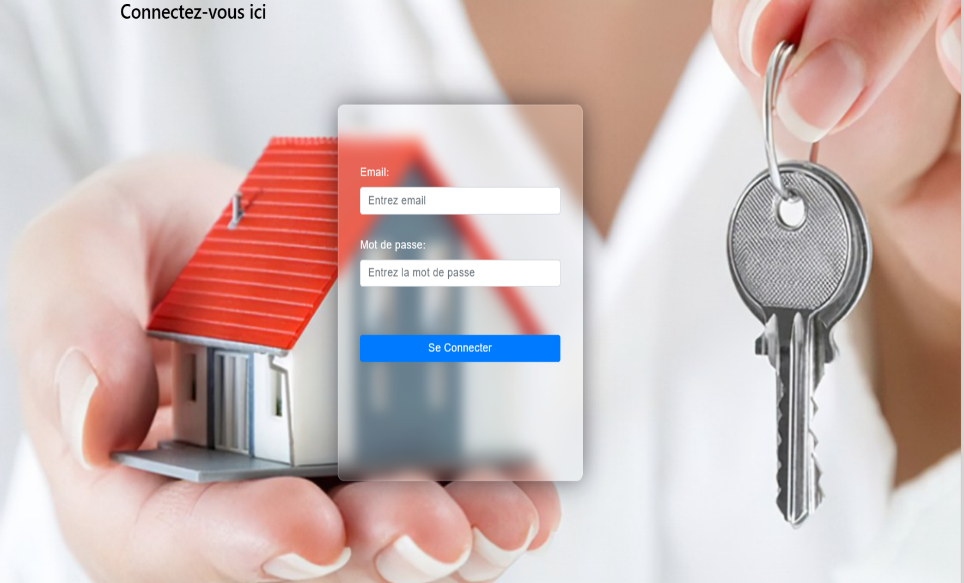 Connectez-vous ici
Email:
Entrez email
Mot de passe:
Entrez la mot de passe
Se Connecter